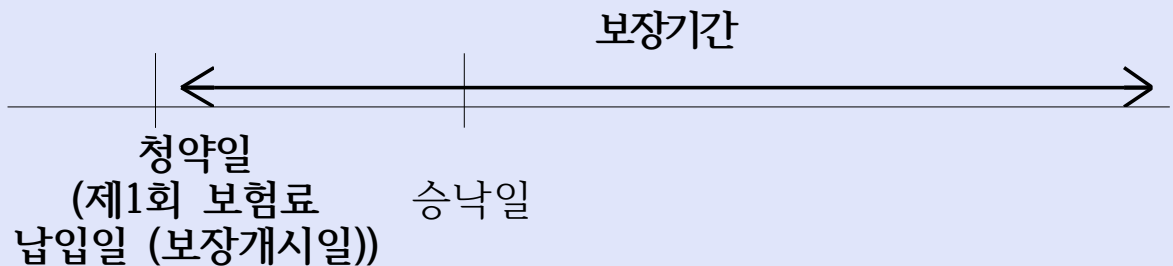 보장기간
청약일
(제1회 보험료
납입일 (보장개시일))
승낙일